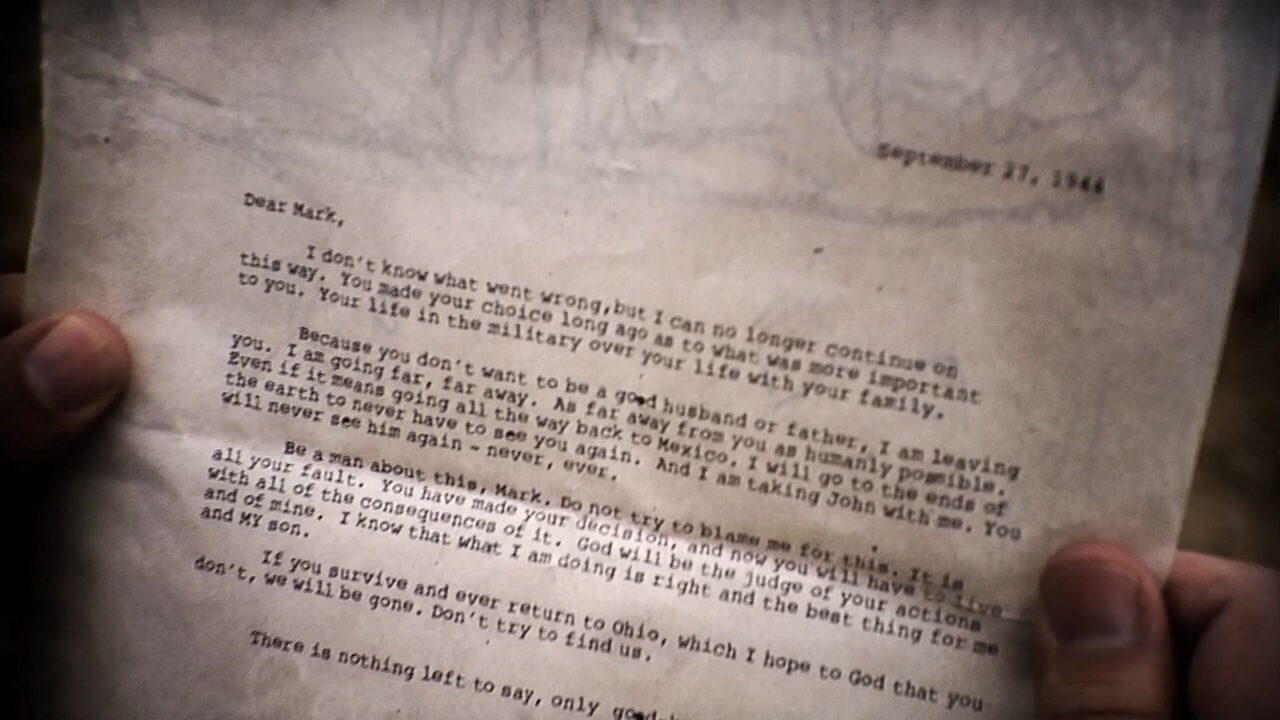 September 27, 1944
Dear Mark,
I don't know what went wrong,but I can no longer continue on
this way. You made your choice long ago as to what was more important
to you. Your life in the military over your life with your family.
Because you don't want to be a good husband or father, I am leaving
you. I am going far, far away. As far away from you as humanly possible.
Even if it means going all the way back to Mexico. I will go to the ends of
the earth to never have to see you again. And I am taking John with me. You
will never see him again - never, ever.
Be a man about this, Mark. Do not try to blame me for this. It is
all your fault. You have made your decision, and now you will have to live
with all of the consequences of it. God will be the judge of your actions
and of mine. I know that what I am doing is right and the best thing for me
and MY son.
If you survive and ever return to Ohio, which I hope to God that you
don't, we will be gone. Don't try to find us.
There is nothing left to say, only